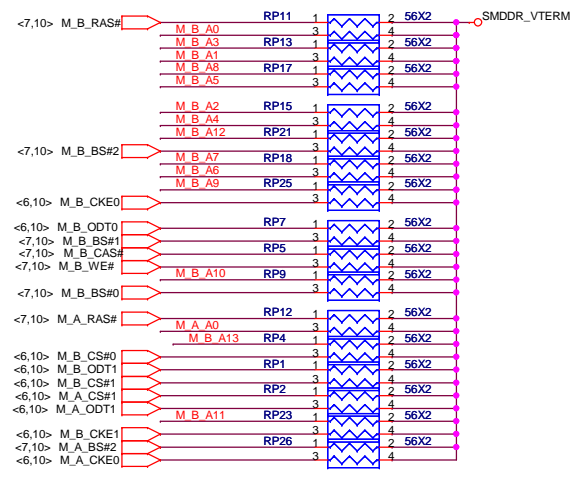 <7,10> M_B_RAS# RP11 1 2 56X2 SMDDR_VTERM
M_B_A0 3 4
M_B_A3 RP13 1 2 56X2
M_B_A1 3 4
M_B_A8 RP17 1 2 56X2
M_B_A5 3 4
M_B_A2 RP15 1 2 56X2
M_B_A4 3 4
M_B_A12 RP21 1 2 56X2
<7,10> M_B_BS#2 3 4
M_B_A7 RP18 1 2 56X2
M_B_A6 3 4
M_B_A9 RP25 1 2 56X2
<6,10> M_B_CKE0 3 4
<6,10> M_B_ODT0 RP7 1 2 56X2
<7,10> M_B_BS#1 3 4
<7,10> M_B_CAS# RP5 1 2 56X2
<7,10> M_B_WE# 3 4
M_B_A10 RP9 1 2 56X2
<7,10> M_B_BS#0 3 4
<7,10> M_A_RAS# RP12 1 2 56X2
M_A_A0 3 4
M_B_A13 RP4 1 2 56X2
<6,10> M_B_CS#0 3 4
<6,10> M_B_ODT1 RP1 1 2 56X2
<6,10> M_B_CS#1 3 4
<6,10> M_A_CS#1 RP2 1 2 56X2
<6,10> M_A_ODT1 3 4
M_B_A11 RP23 1 2 56X2
<6,10> M_B_CKE1 3 4
<7,10> M_A_BS#2 RP26 1 2 56X2
<6,10> M_A_CKE0 3 4